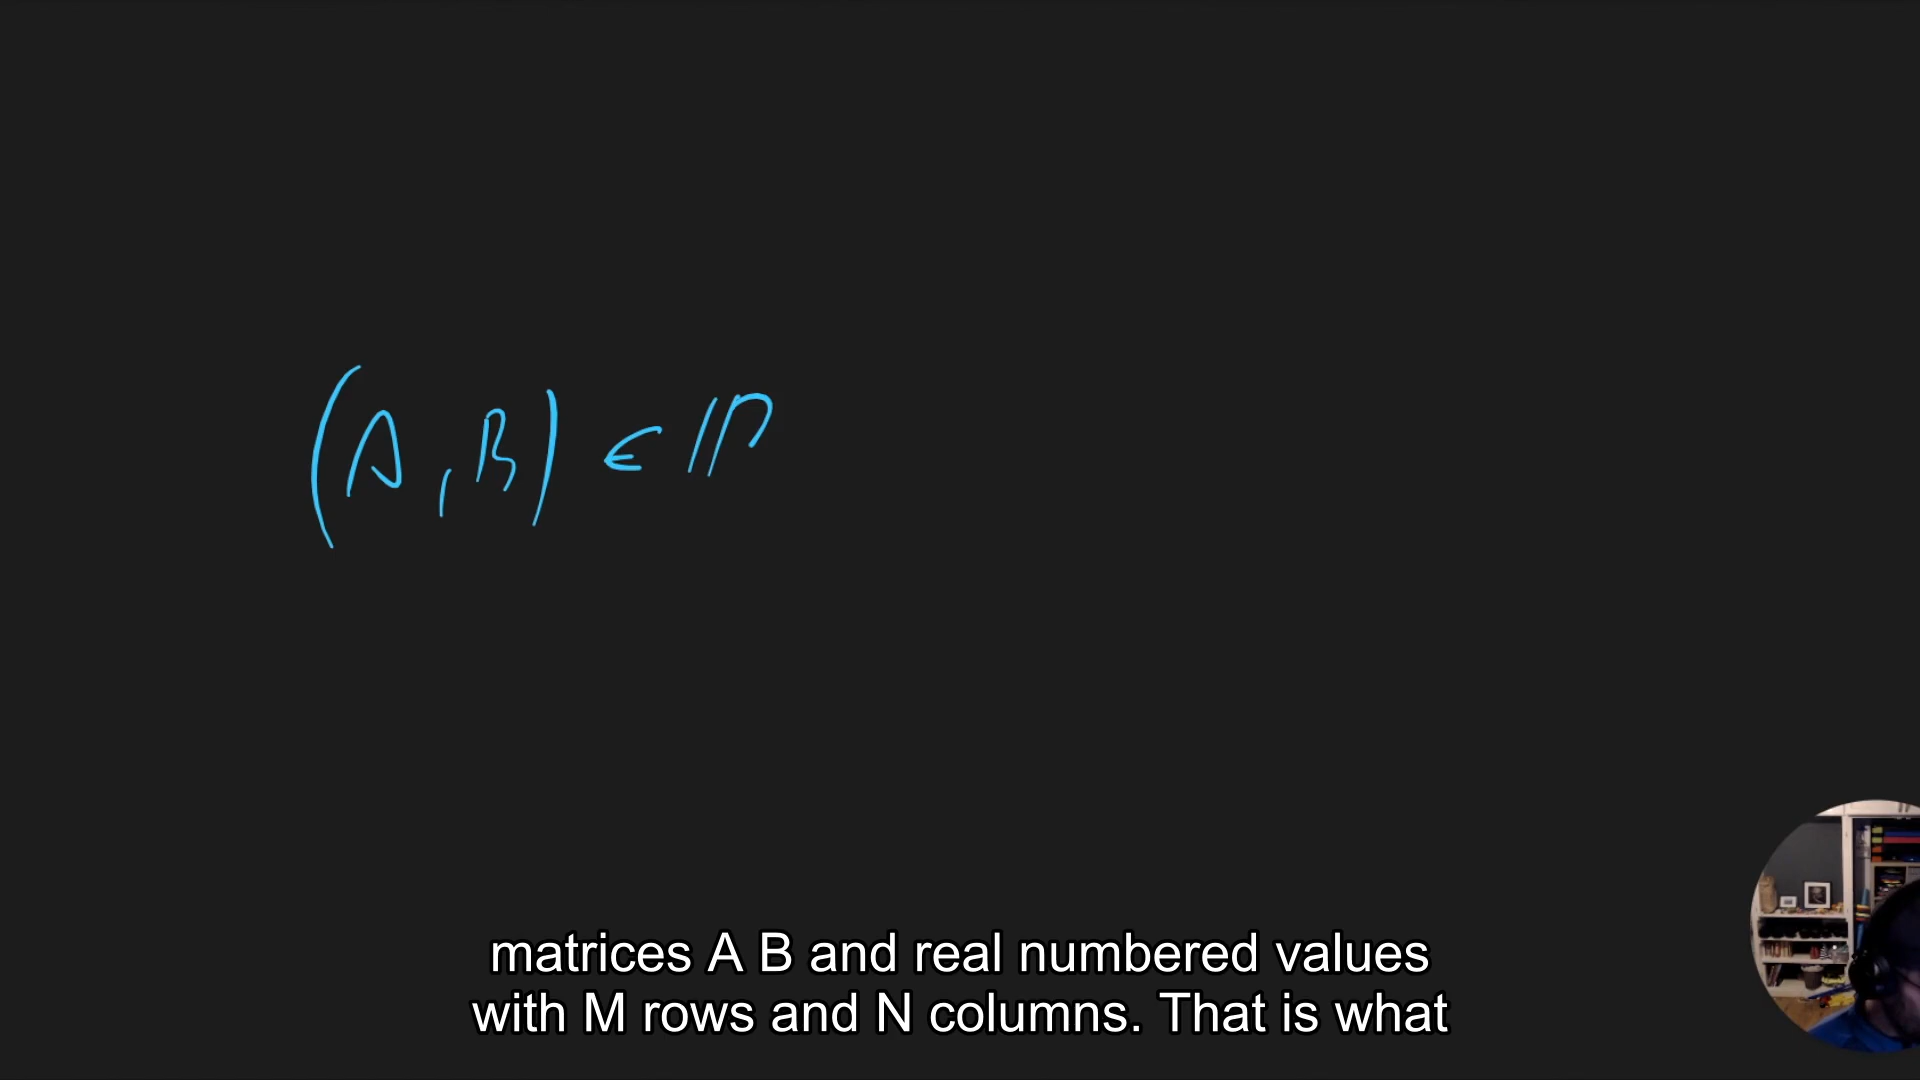 (A, B) ∈ ℝ
matrices A B and real numbered values
with M rows and N columns. That is what